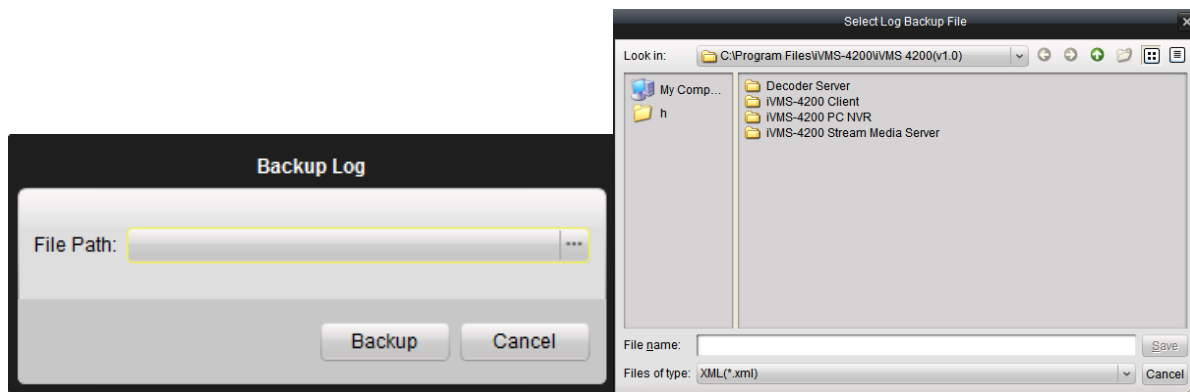 Backup Log
File Path:
...
Backup Cancel
Select Log Backup File
Look in: C:\Program Files\iVMS-4200\iVMS 4200(v1.0)
My Comp...
h
Decoder Server
iVMS-4200 Client
iVMS-4200 PC NVR
iVMS-4200 Stream Media Server
File name: Save
Files of type: XML(*.xml) Cancel